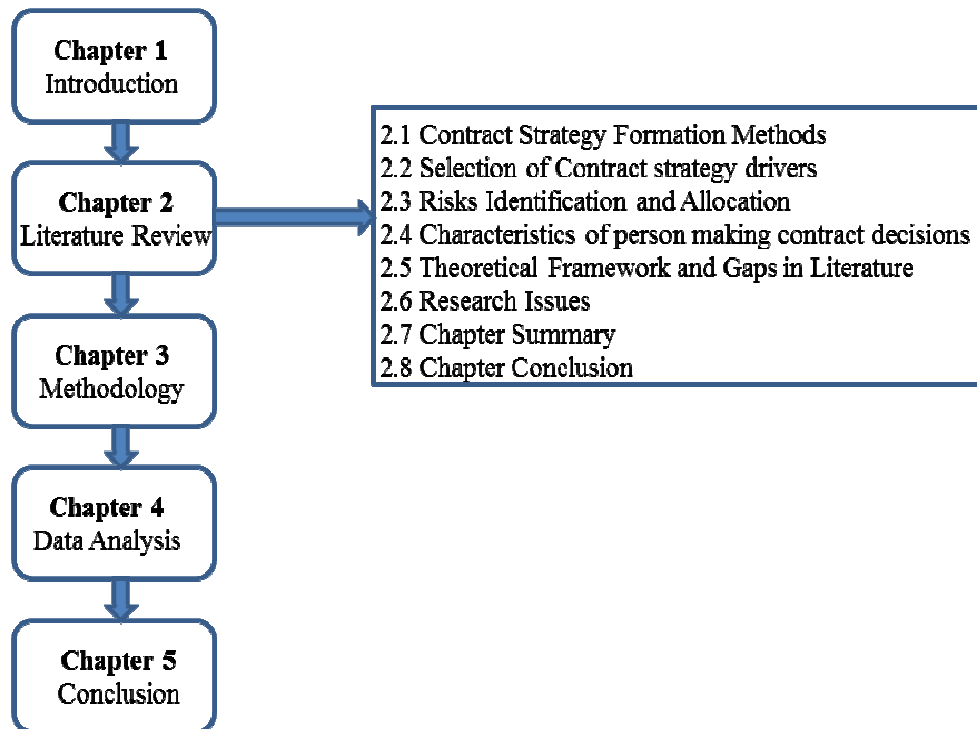 Chapter 1
Introduction
Chapter 2
Literature Review
2.1 Contract Strategy Formation Methods
2.2 Selection of Contract strategy drivers
2.3 Risks Identification and Allocation
2.4 Characteristics of person making contract decisions
2.5 Theoretical Framework and Gaps in Literature
2.6 Research Issues
2.7 Chapter Summary
2.8 Chapter Conclusion
Chapter 3
Methodology
Chapter 4
Data Analysis
Chapter 5
Conclusion